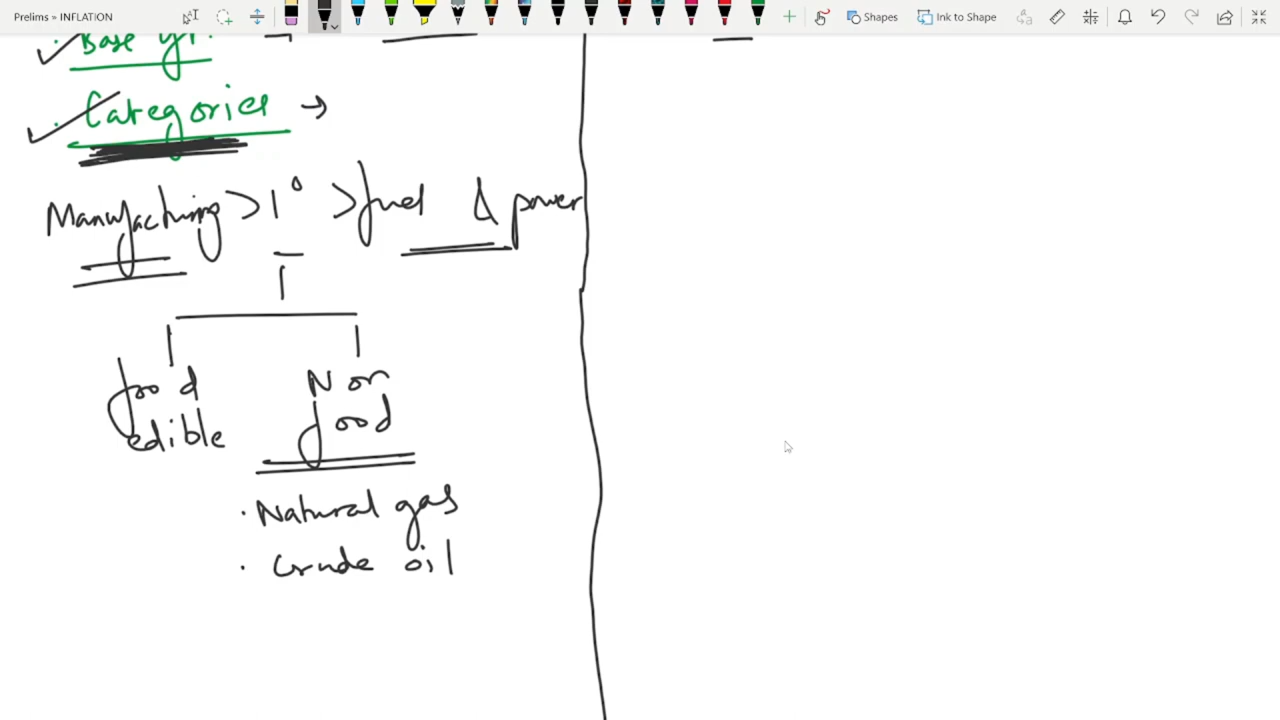 Prelims » INFLATION
Shapes
Ink to Shape
Base yr.
Categories →
Manufacturing > 1° > fuel & power
food Non
edible food
· Natural gas
· Crude oil